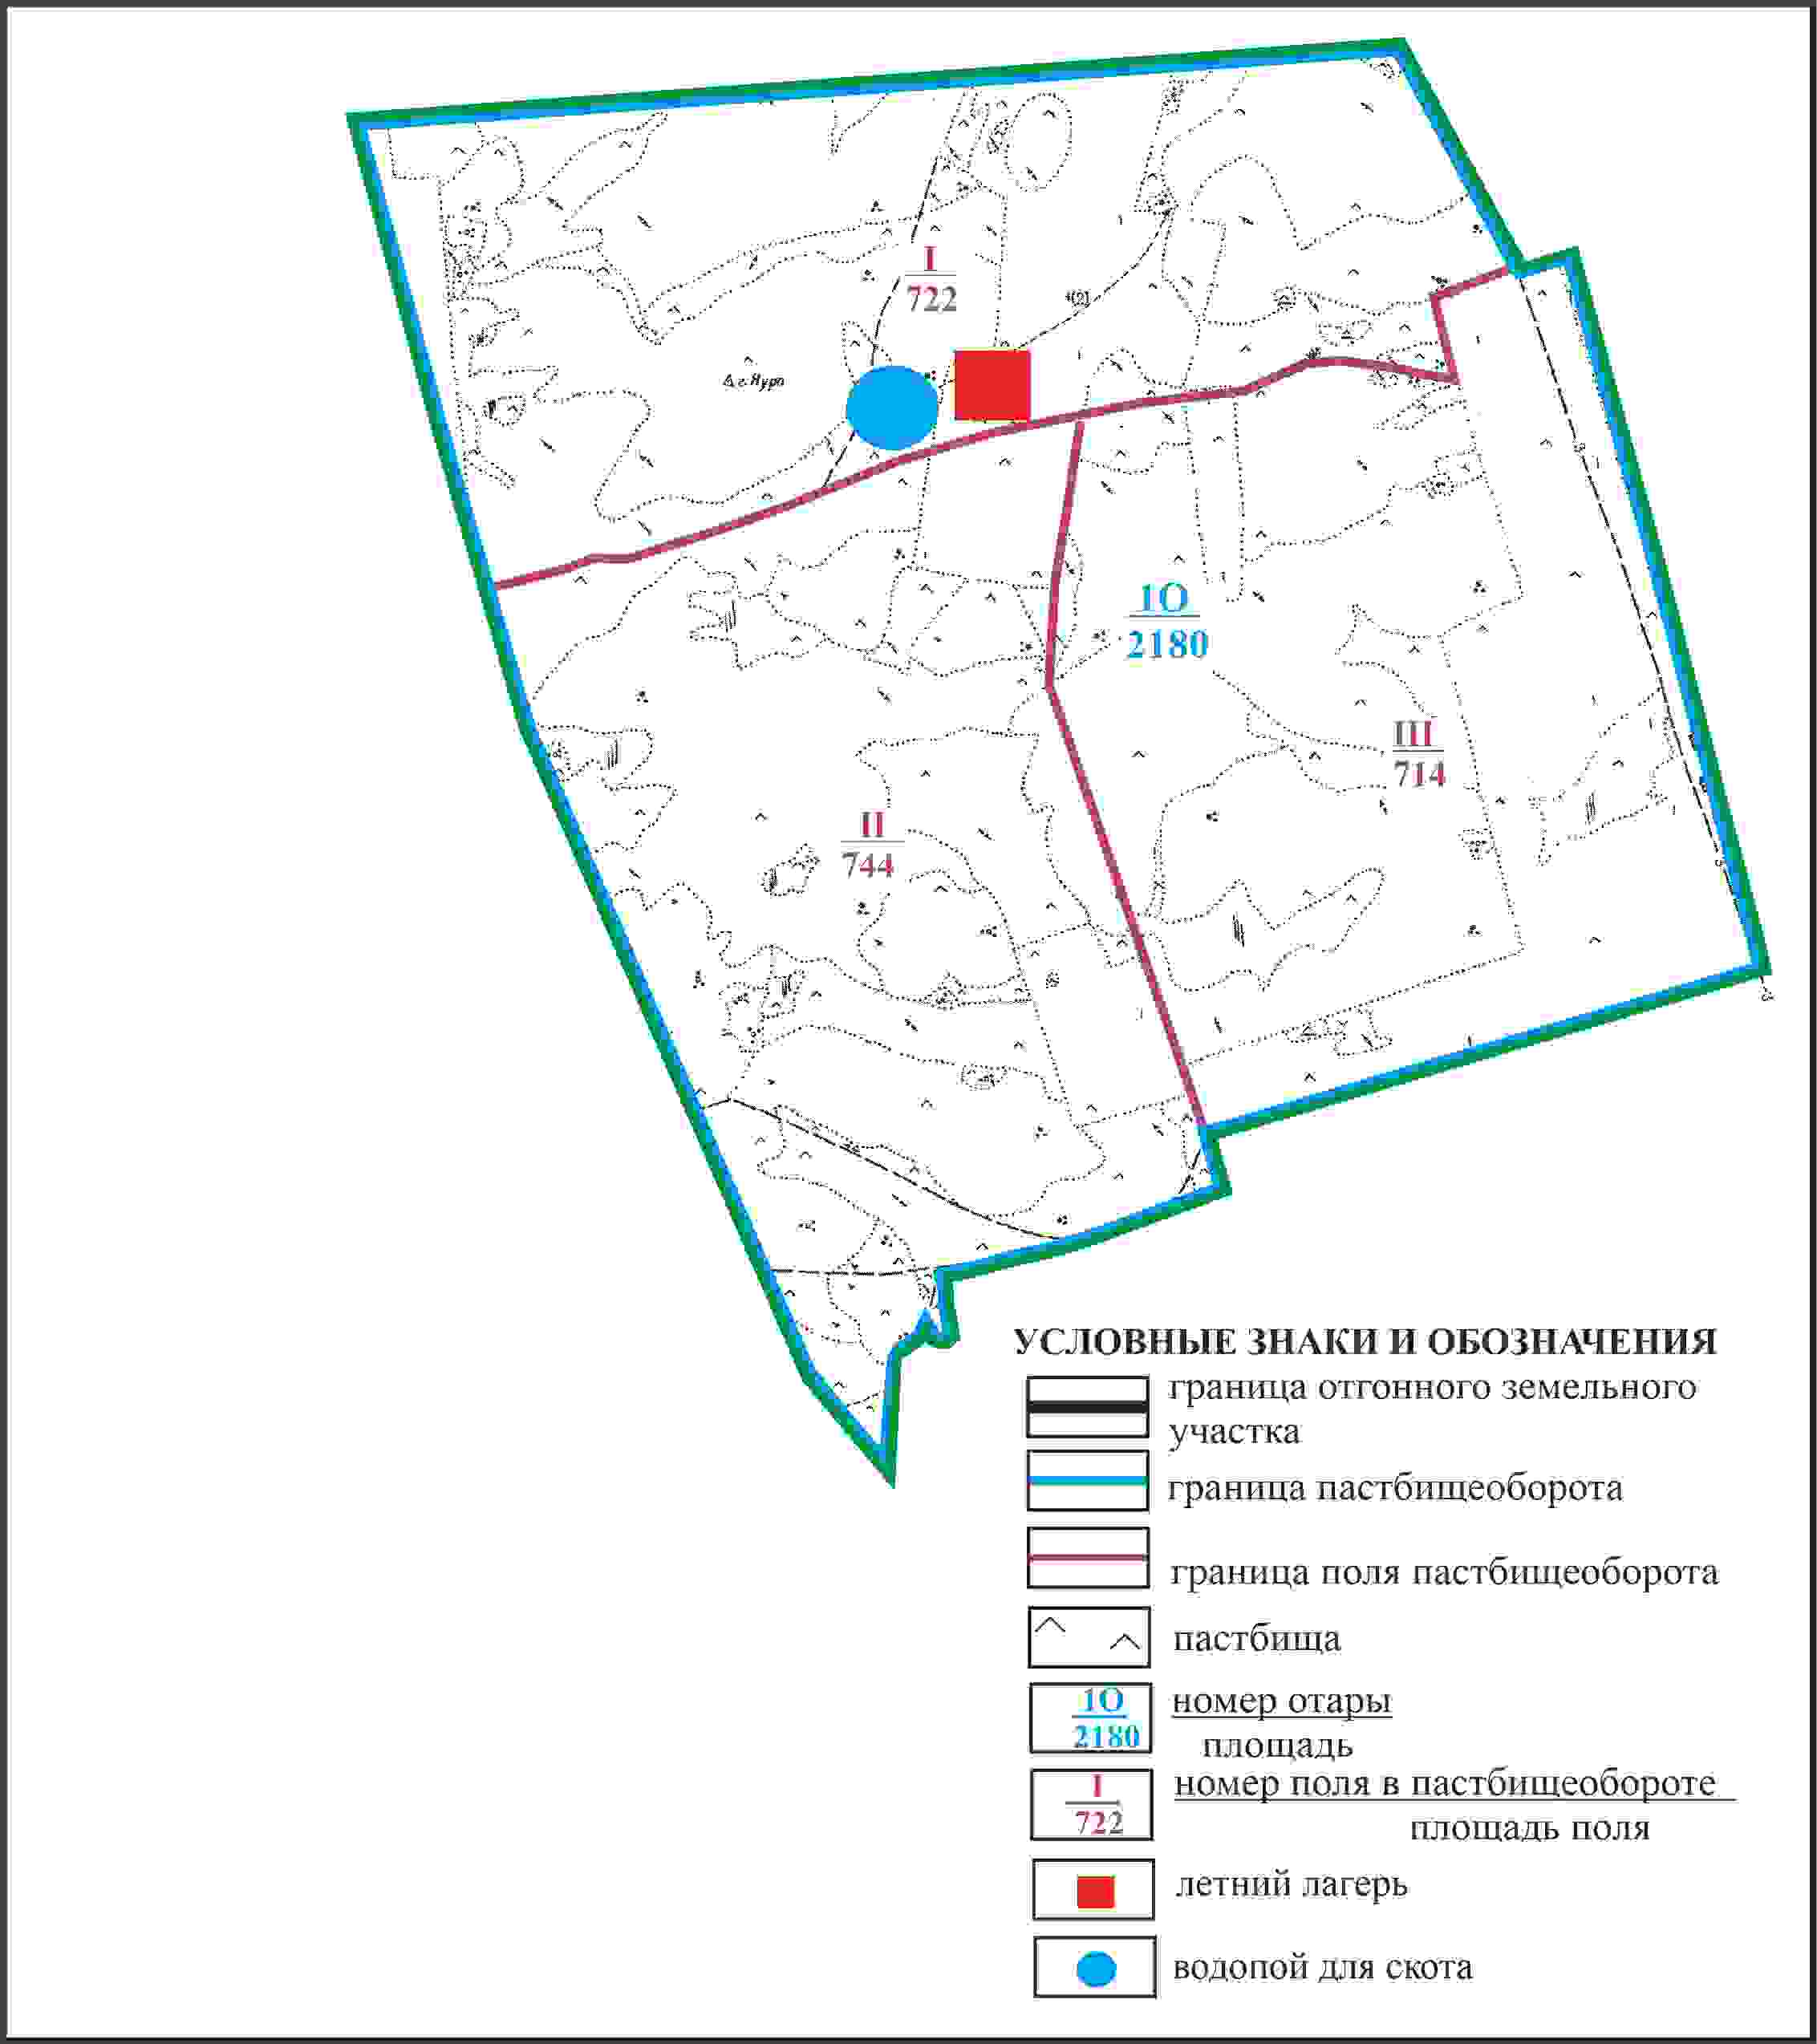 I
722
Δ г. Яура
1O
2180
III
714
II
744
УСЛОВНЫЕ ЗНАКИ И ОБОЗНАЧЕНИЯ
граница отгонного земельного
участка
граница пастбищеоборота
граница поля пастбищеоборота
пастбища
1O
2180
номер отары
площадь
I
722
номер поля в пастбищеобороте
площадь поля
летний лагерь
водопой для скота